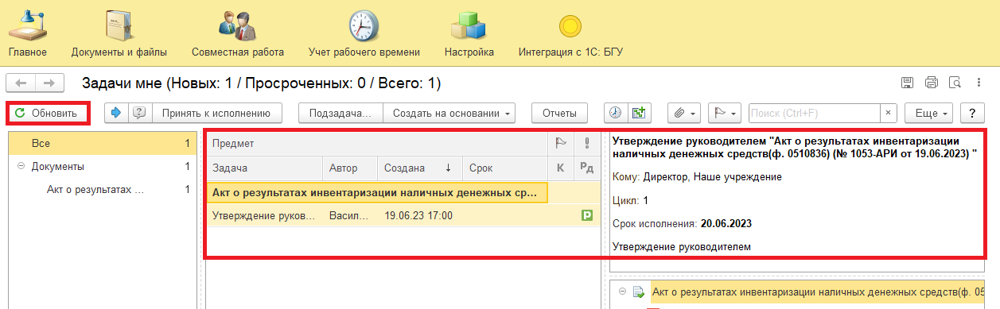 Главное Документы и файлы Совместная работа Учет рабочего времени Настройка Интеграция с 1С: БГУ
Задачи мне (Новых: 1 / Просроченных: 0 / Всего: 1)
Обновить Принять к исполнению Подзадача... Создать на основании Отчеты Поиск (Ctrl+F) × Еще ?
Все 1
Документы 1
Акт о результатах ... 1
Предмет
Задача Автор Создана ↓ Срок К Рд
Акт о результатах инвентаризации наличных денежных ср...
Утверждение руков... Васил... 19.06.23 17:00 Р
Утверждение руководителем "Акт о результатах инвентаризации
наличных денежных средств(ф. 0510836) (№ 1053-АРИ от 19.06.2023) "
Кому: Директор, Наше учреждение
Цикл: 1
Срок исполнения: 20.06.2023
Утверждение руководителем
Акт о результатах инвентаризации наличных денежных средств(ф. 05